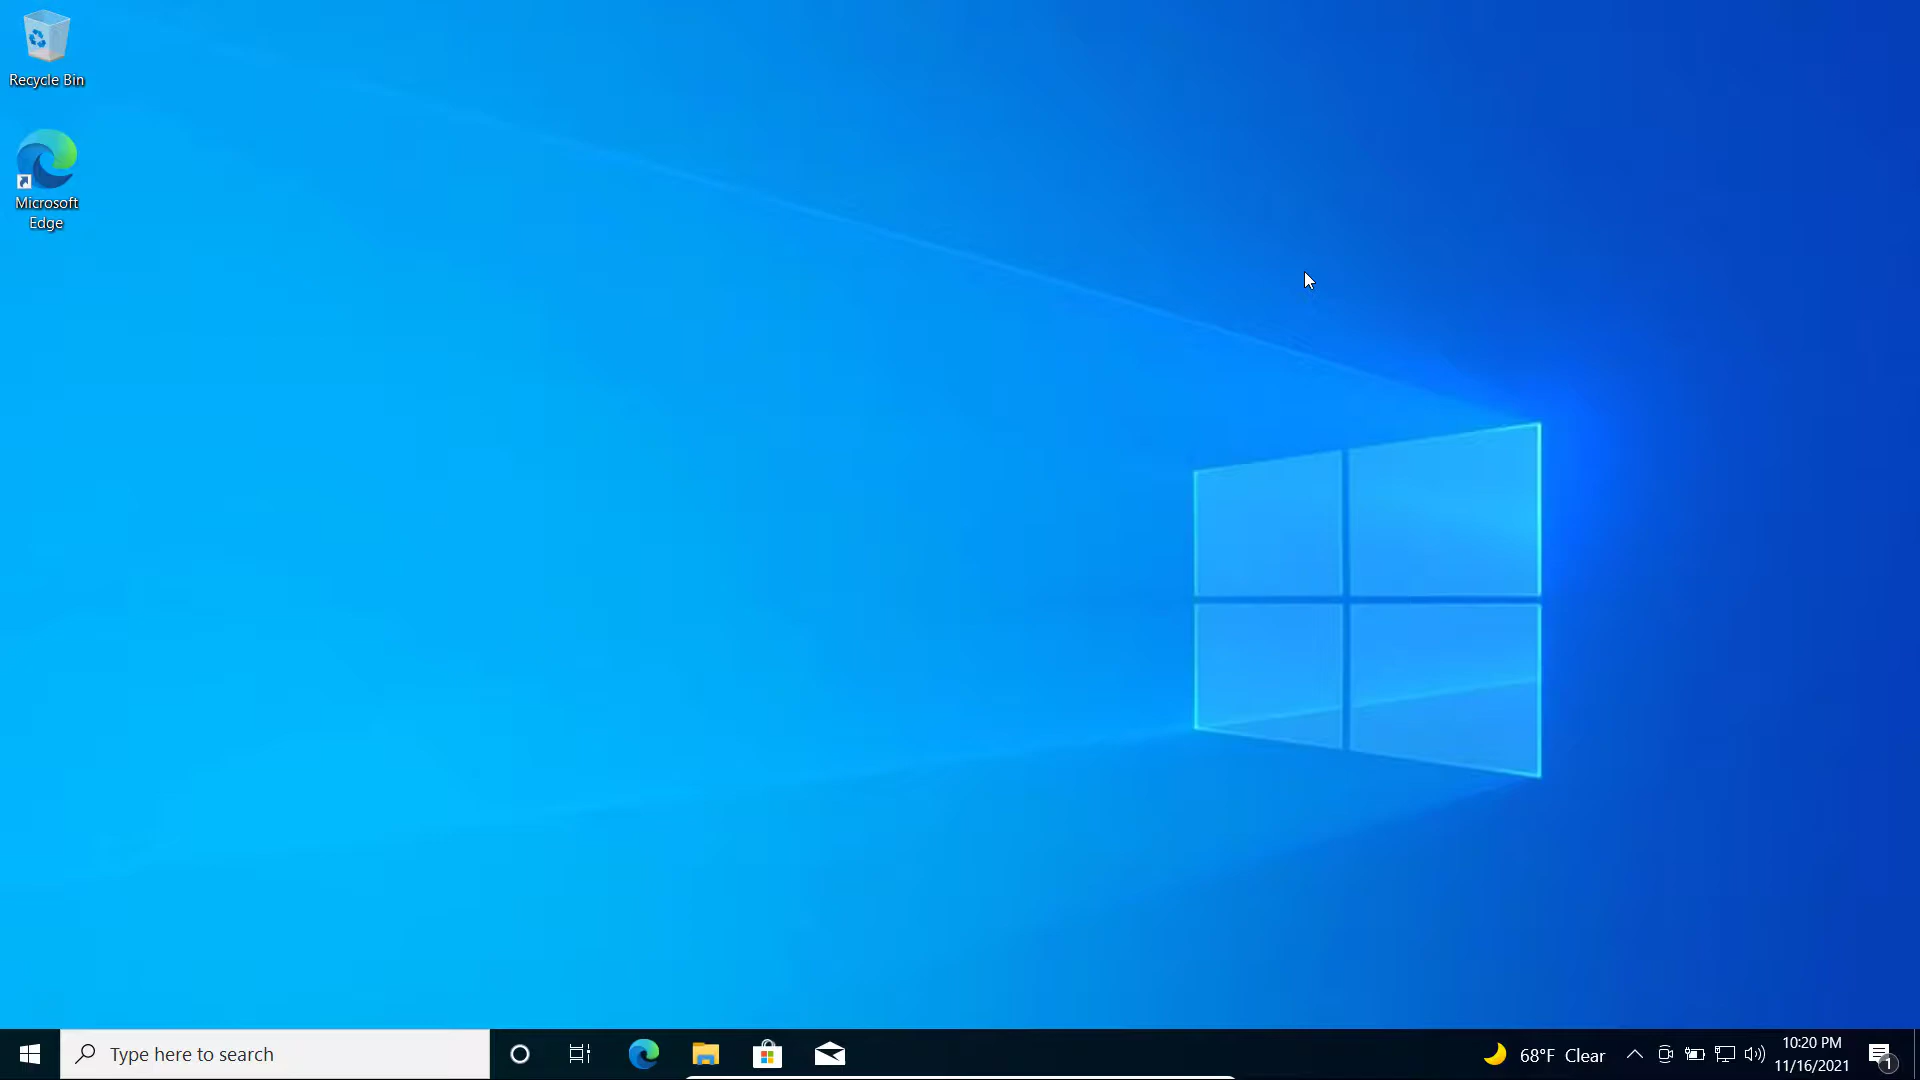 Recycle Bin
Microsoft
Edge
Type here to search
68°F Clear
10:20 PM
11/16/2021
1